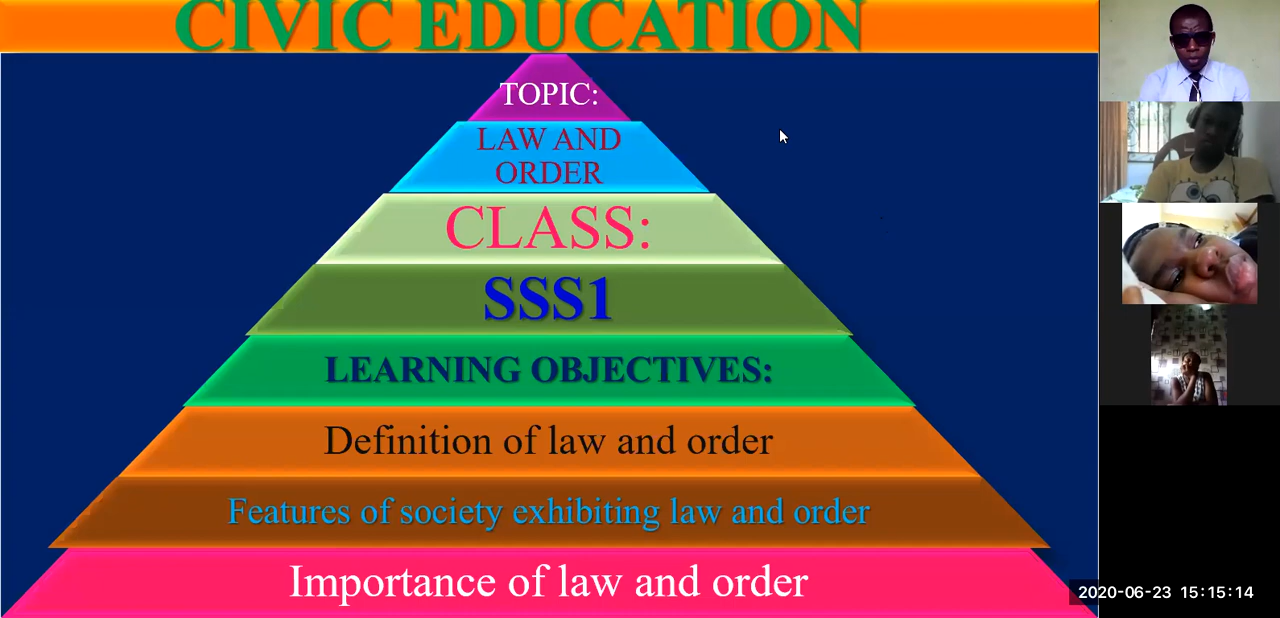 CIVIC EDUCATION
TOPIC:
LAW AND
ORDER
CLASS:
SSS1
LEARNING OBJECTIVES:
Definition of law and order
Features of society exhibiting law and order
Importance of law and order
2020-06-23 15:15:14